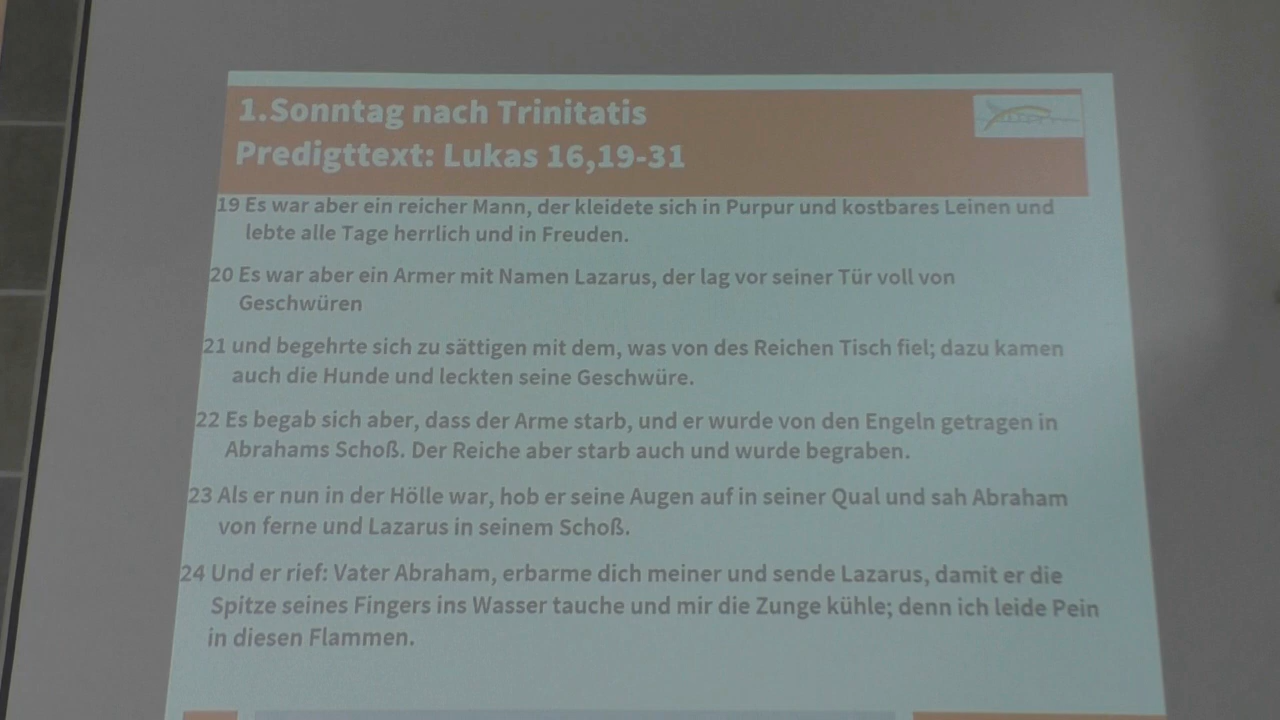 1.Sonntag nach Trinitatis
Predigttext: Lukas 16,19-31
19 Es war aber ein reicher Mann, der kleidete sich in Purpur und kostbares Leinen und
lebte alle Tage herrlich und in Freuden.
20 Es war aber ein Armer mit Namen Lazarus, der lag vor seiner Tür voll von
Geschwüren
21 und begehrte sich zu sättigen mit dem, was von des Reichen Tisch fiel; dazu kamen
auch die Hunde und leckten seine Geschwüre.
22 Es begab sich aber, dass der Arme starb, und er wurde von den Engeln getragen in
Abrahams Schoß. Der Reiche aber starb auch und wurde begraben.
23 Als er nun in der Hölle war, hob er seine Augen auf in seiner Qual und sah Abraham
von ferne und Lazarus in seinem Schoß.
24 Und er rief: Vater Abraham, erbarme dich meiner und sende Lazarus, damit er die
Spitze seines Fingers ins Wasser tauche und mir die Zunge kühle; denn ich leide Pein
in diesen Flammen.